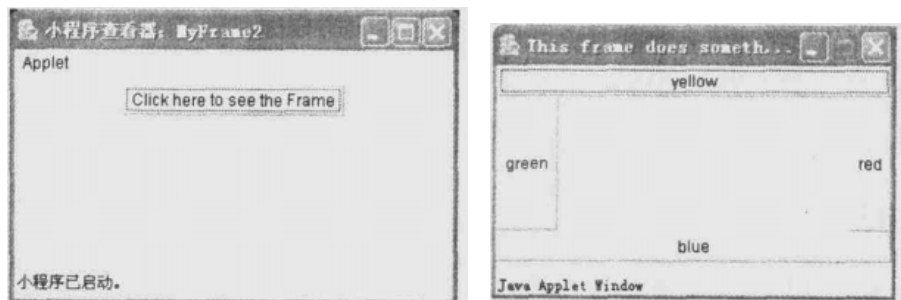 小程序查看器: MyFrame2
Applet
Click here to see the Frame
小程序已启动。
This frame does someth...
yellow
green
red
blue
Java Applet Window